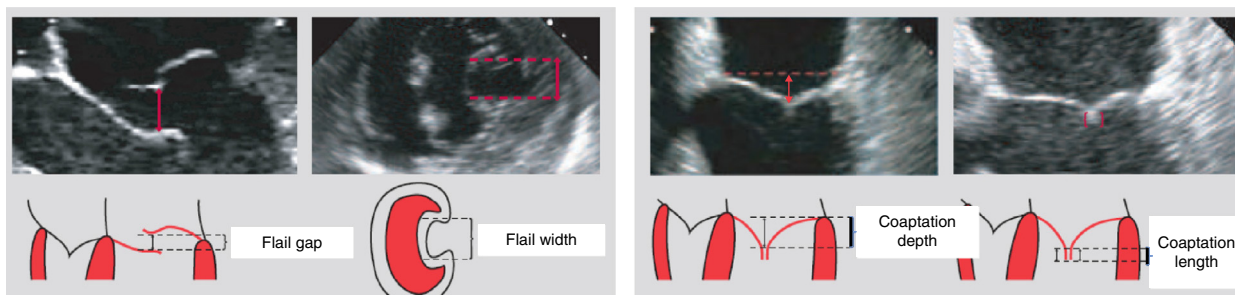 Flail gap
Flail width
Coaptation
depth
Coaptation
length